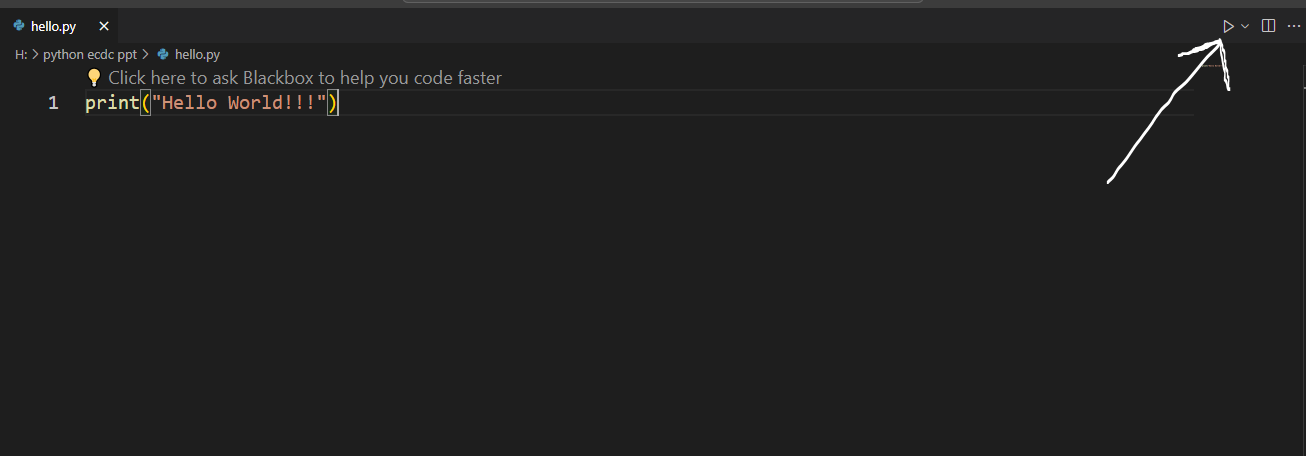 hello.py
H: > python ecdc ppt > hello.py
Click here to ask Blackbox to help you code faster
1 print("Hello World!!!")